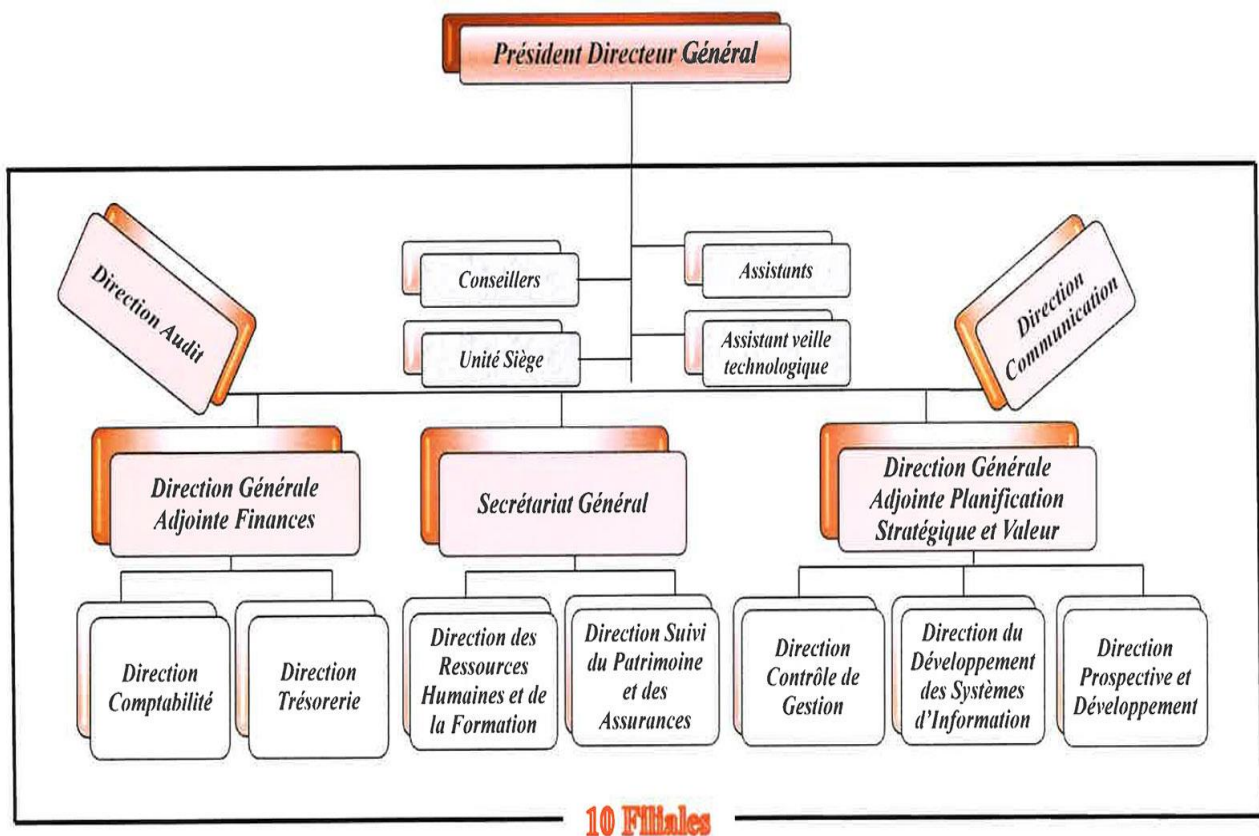 Président Directeur Général
Direction Audit
Conseillers
Assistants
Direction
Communication
Unité Siège
Assistant veille
technologique
Direction Générale
Adjointe Finances
Secrétariat Général
Direction Générale
Adjointe Planification
Stratégique et Valeur
Direction
Comptabilité
Direction
Trésorerie
Direction des
Ressources
Humaines et de
la Formation
Direction Suivi
du Patrimoine
et des
Assurances
Direction
Contrôle de
Gestion
Direction du
Développement
des Systèmes
d'Information
Direction
Prospective et
Développement
10 Filiales